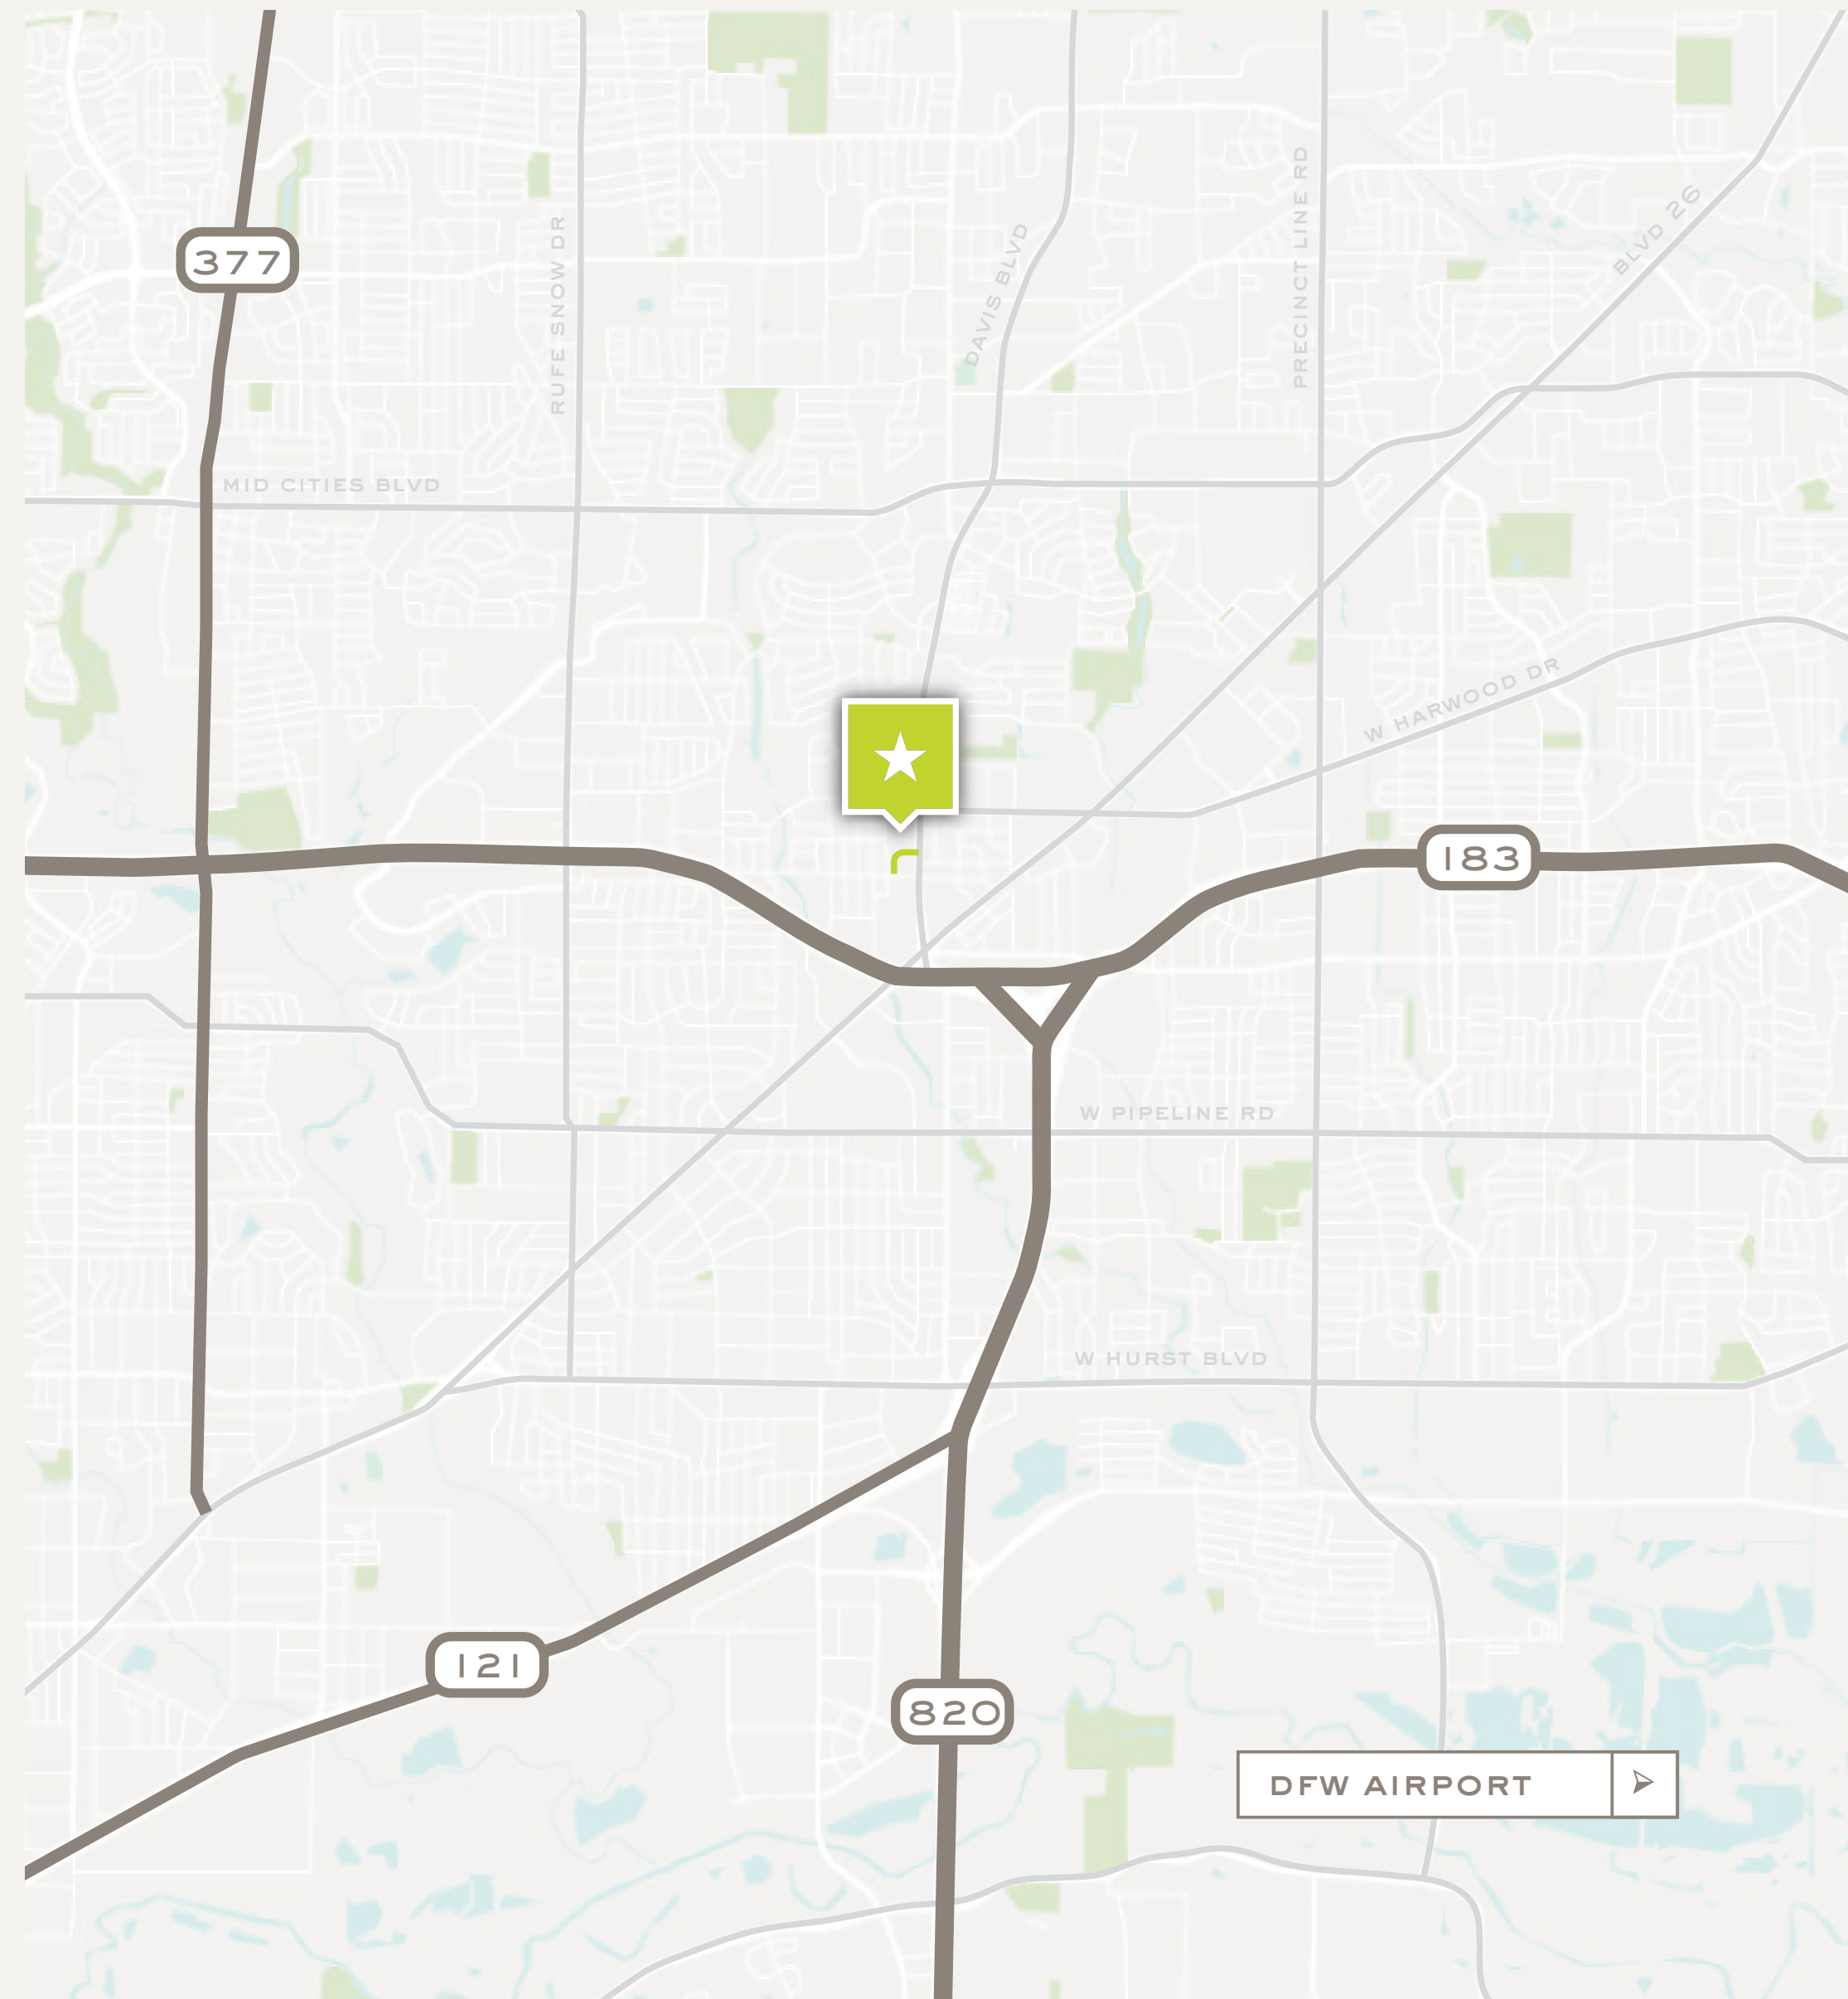 377
RUFE SNOW DR
DAVIS BLVD
PRECINCT LINE RD
BLVD 26
MID CITIES BLVD
W HARWOOD DR
183
W PIPELINE RD
W HURST BLVD
121
820
DFW AIRPORT